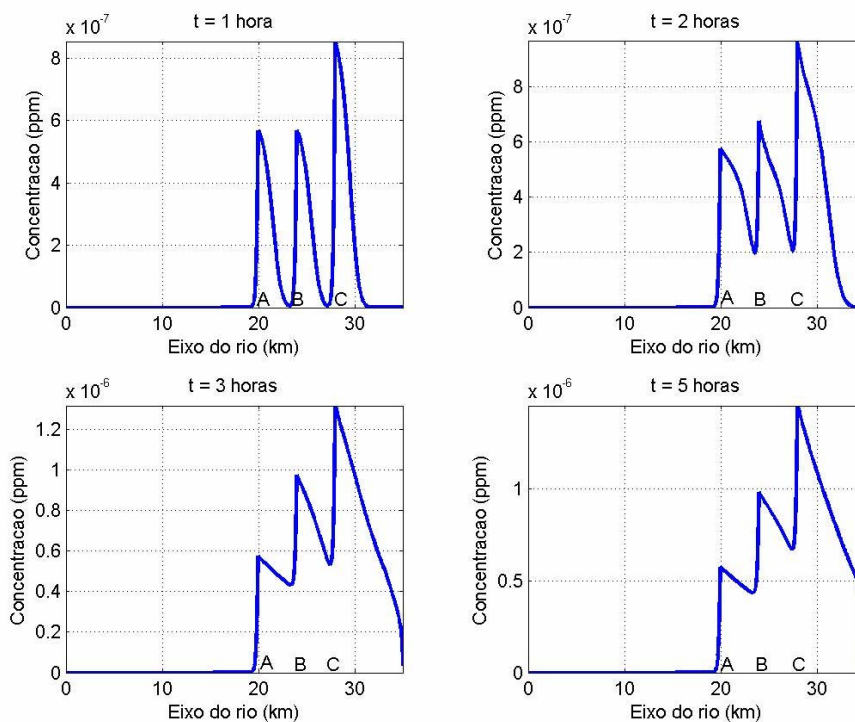 x 10⁻⁷
t = 1 hora
8
6
4
2
0
Concentracao (ppm)
A B C
0 10 20 30
Eixo do rio (km)
x 10⁻⁷
t = 2 horas
8
6
4
2
0
Concentracao (ppm)
A B C
0 10 20 30
Eixo do rio (km)
x 10⁻⁶
t = 3 horas
1.2
1
0.8
0.6
0.4
0.2
0
Concentracao (ppm)
A B C
0 10 20 30
Eixo do rio (km)
x 10⁻⁶
t = 5 horas
1
0.5
0
Concentracao (ppm)
A B C
0 10 20 30
Eixo do rio (km)